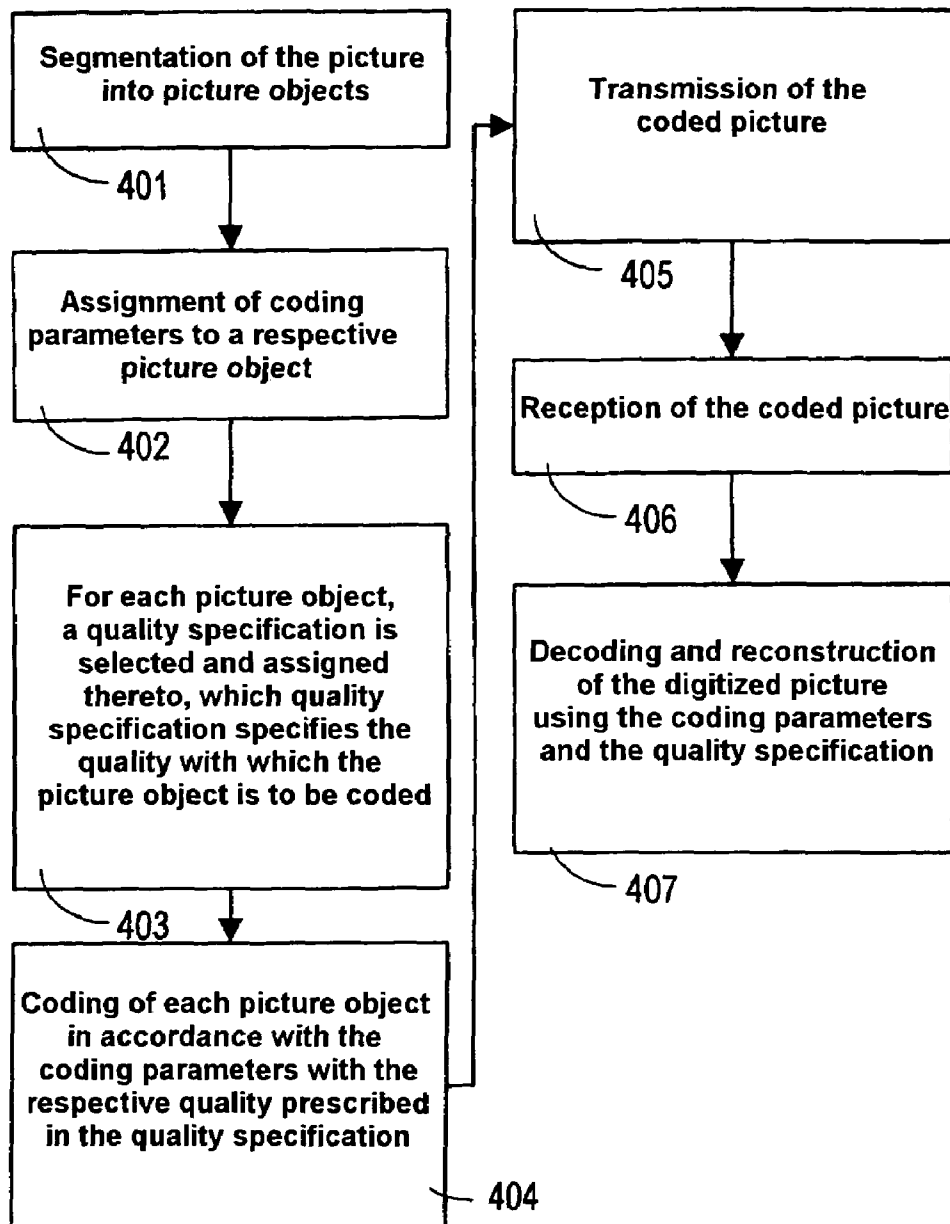 Segmentation of the picture
into picture objects
401
Assignment of coding
parameters to a respective
picture object
402
For each picture object,
a quality specification is
selected and assigned
thereto, which quality
specification specifies the
quality with which the
picture object is to be coded
403
Coding of each picture object
in accordance with the
coding parameters with the
respective quality prescribed
in the quality specification
404
Transmission of the
coded picture
405
Reception of the coded picture
406
Decoding and reconstruction
of the digitized picture
using the coding parameters
and the quality specification
407